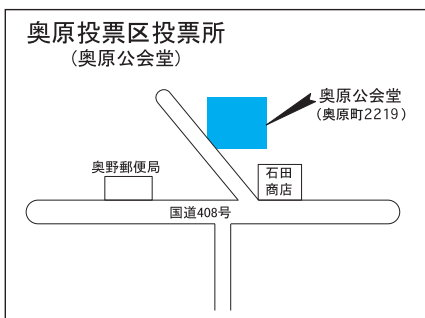 奥原投票区投票所
(奥原公会堂)
奥原公会堂
(奥原町2219)
奥野郵便局
石田
商店
国道408号